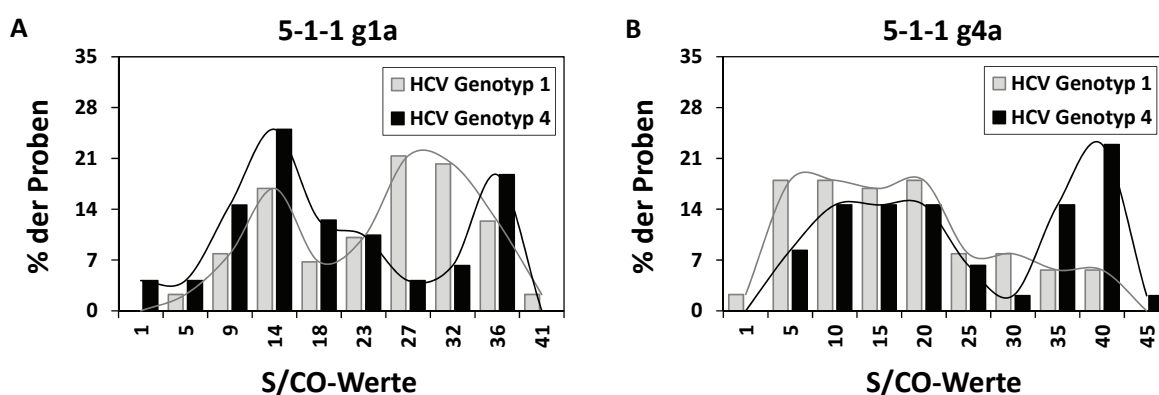 A
5-1-1 g1a
% der Proben
35
28
21
14
7
0
HCV Genotyp 1
HCV Genotyp 4
1 5 9 14 18 23 27 32 36 41
S/CO-Werte
B
5-1-1 g4a
% der Proben
35
28
21
14
7
0
HCV Genotyp 1
HCV Genotyp 4
1 5 10 15 20 25 30 35 40 45
S/CO-Werte